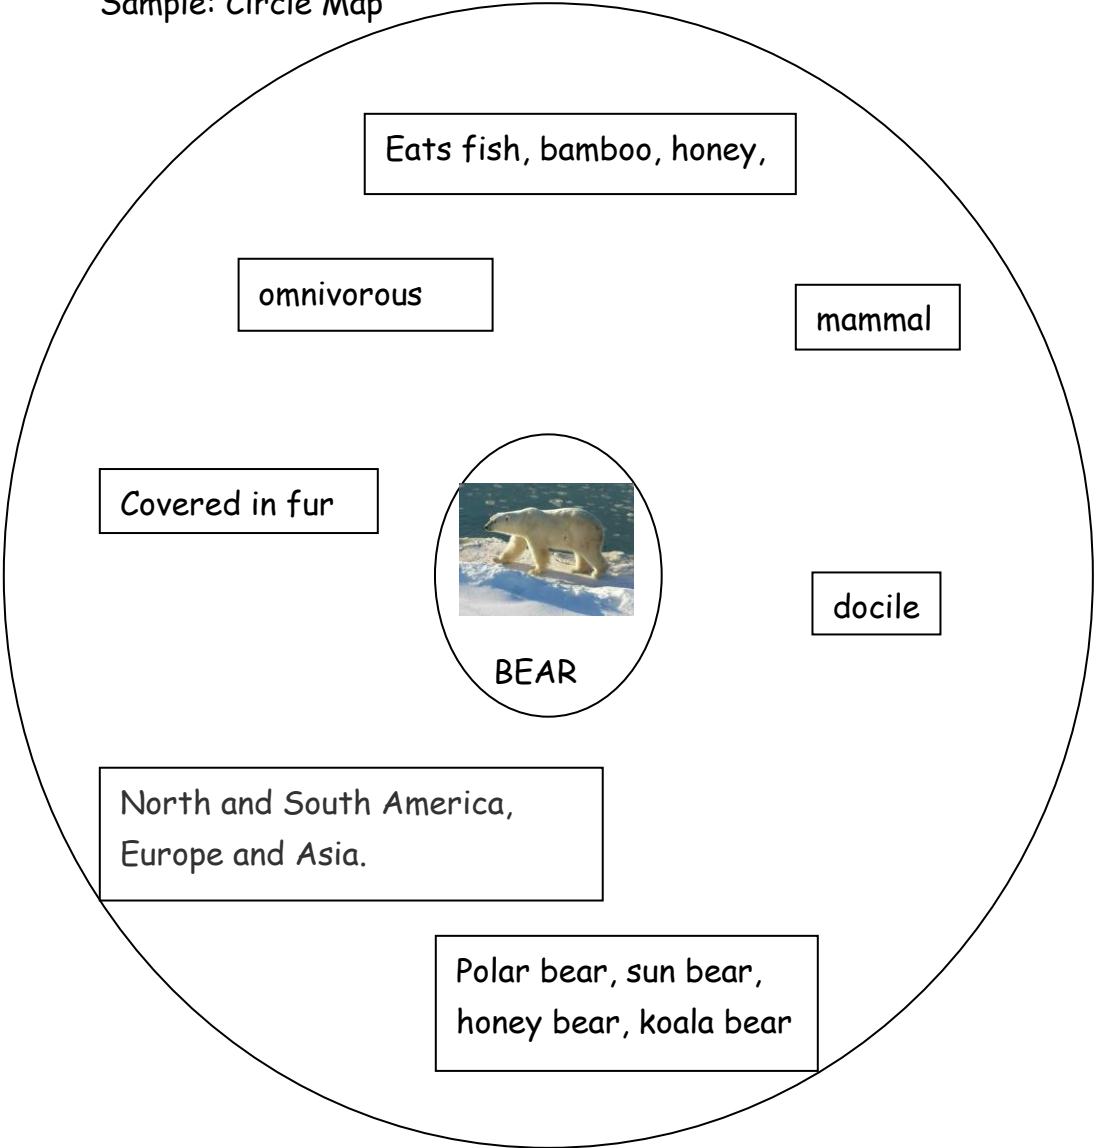 Sample: Circle Map
Eats fish, bamboo, honey,
omnivorous
mammal
Covered in fur
BEAR
docile
North and South America,
Europe and Asia.
Polar bear, sun bear,
honey bear, koala bear